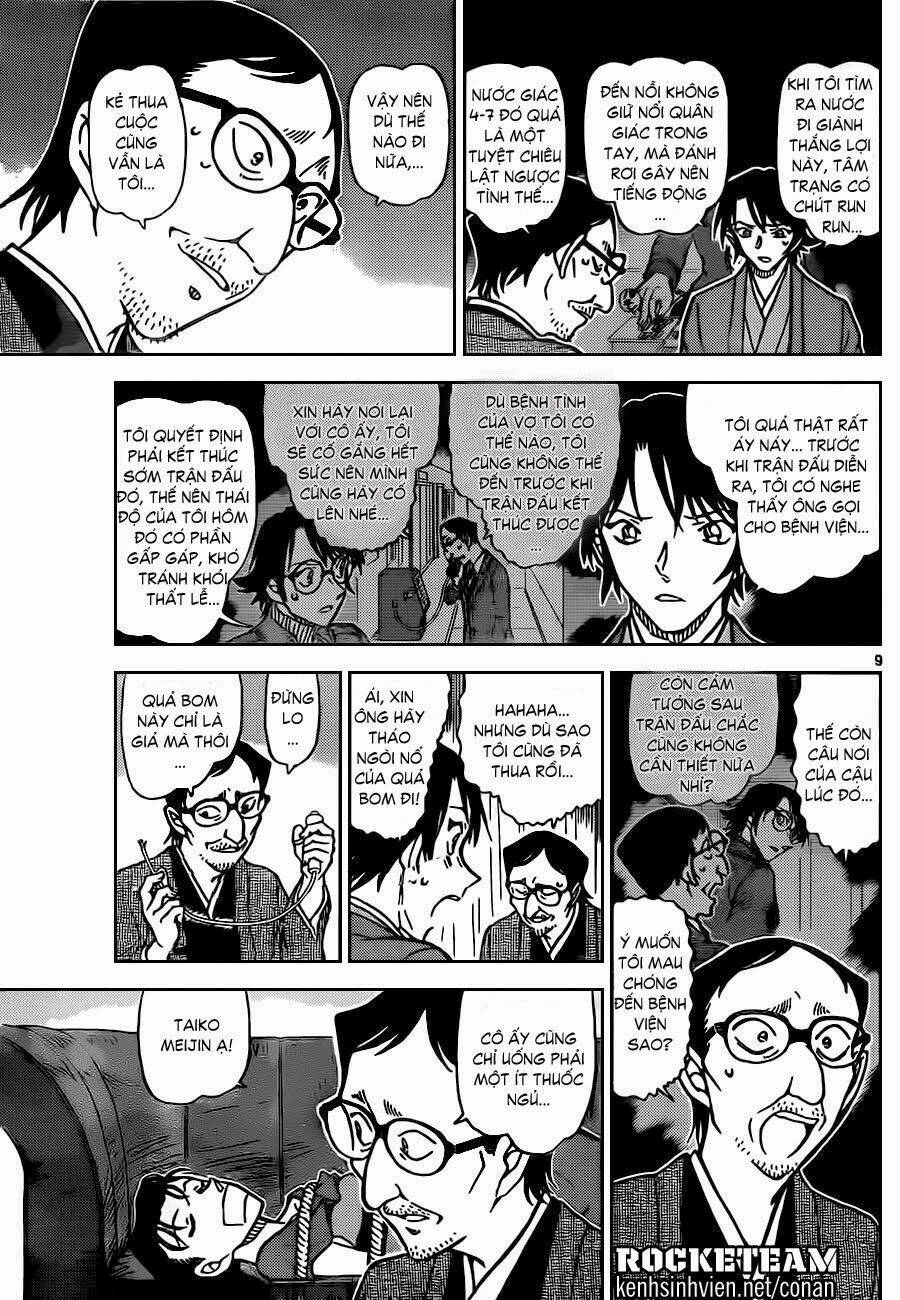 KHI TÔI TÌM
RA NƯỚC
ĐI GIÀNH
THẮNG LỢI
NÀY, TÂM
TRẠNG CÓ
CHÚT RUN
RUN...
ĐẾN NỖI KHÔNG
GIỮ NỔI QUÂN
GIÁC TRONG
TAY, MÀ ĐÁNH
RƠI GÂY NÊN
TIẾNG ĐỘNG
...
NƯỚC GIÁC
4-7 ĐÓ QUẢ
LÀ MỘT
TUYỆT CHIÊU
LẬT NGƯỢC
TÌNH THẾ...
VẬY NÊN
DÙ THẾ
NÀO ĐI
NỮA,...
KẺ THUA
CUỘC
CŨNG
VẪN LÀ
TÔI...
TÔI QUẢ THẬT RẤT
ÁY NÁY... TRƯỚC
KHI TRẬN ĐẤU DIỄN
RA, TÔI CÓ NGHE
THẤY ÔNG GỌI
CHO BỆNH VIỆN...
DÙ BỆNH TÌNH
CỦA VỢ TÔI CÓ
THẾ NÀO, TÔI
CŨNG KHÔNG THỂ
ĐẾN TRƯỚC KHI
TRẬN ĐẤU KẾT
THÚC ĐƯỢC
...
XIN HÃY NÓI LẠI
VỚI CÔ ẤY, TÔI
SẼ CỐ GẮNG HẾT
SỨC NÊN MÌNH
CŨNG HÃY CỐ
LÊN NHÉ...
TÔI QUYẾT ĐỊNH
PHẢI KẾT THÚC
SỚM TRẬN ĐẤU
ĐÓ, THẾ NÊN THÁI
ĐỘ CỦA TÔI HÔM
ĐÓ CÓ PHẦN
GẤP GÁP, KHÓ
TRÁNH KHỎI
THẤT LỄ...
9
THẾ CÒN
CÂU NÓI
CỦA CẬU
LÚC ĐÓ...
CÒN CẢM
TƯỞNG SAU
TRẬN ĐẤU CHẮC
CŨNG KHÔNG
CẦN THIẾT NỮA
NHỈ?
Ý MUỐN
TÔI MAU
CHÓNG
ĐẾN BỆNH
VIỆN
SAO?
HAHAHA...
NHƯNG DÙ SAO
TÔI CŨNG ĐÃ
THUA RỒI...
ÁI, XIN
ÔNG HÃY
THÁO
NGÒI NỔ
CỦA QUẢ
BOM ĐI!
ĐỪNG
LO
...
QUẢ BOM
NÀY CHỈ LÀ
GIẢ MÀ THÔI
...
CÔ ẤY CŨNG
CHỈ UỐNG PHẢI
MỘT ÍT THUỐC
NGỦ...
TAIKO
MEIJIN Ạ!
ROCKETEAM
kenhsinhvien.net/conan